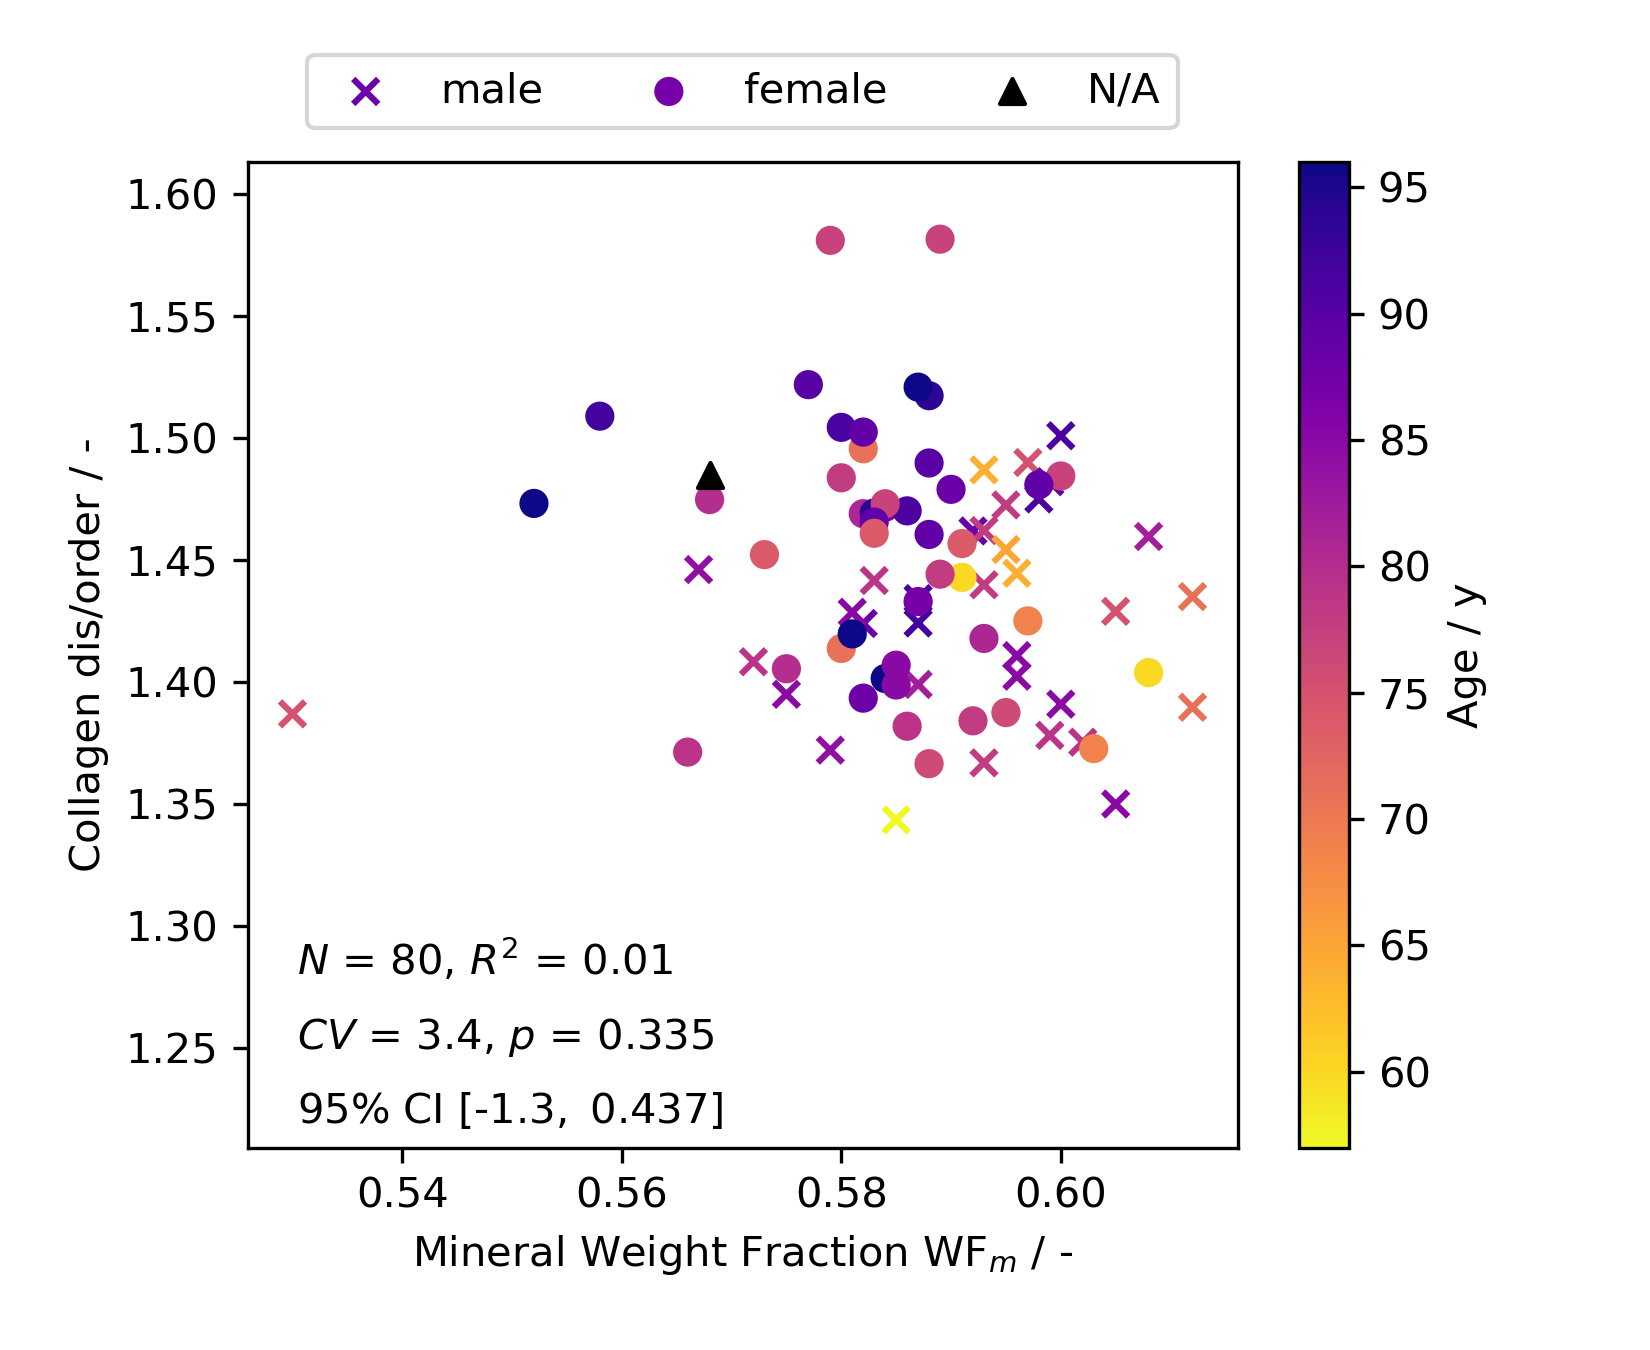 male female N/A
1.60
1.55
1.50
1.45
1.40
1.35
1.30
1.25
Collagen dis/order / -
N = 80, R² = 0.01
CV = 3.4, p = 0.335
95% CI [-1.3, 0.437]
0.54 0.56 0.58 0.60
Mineral Weight Fraction WFₘ / -
95
90
85
80
75
70
65
60
Age / y